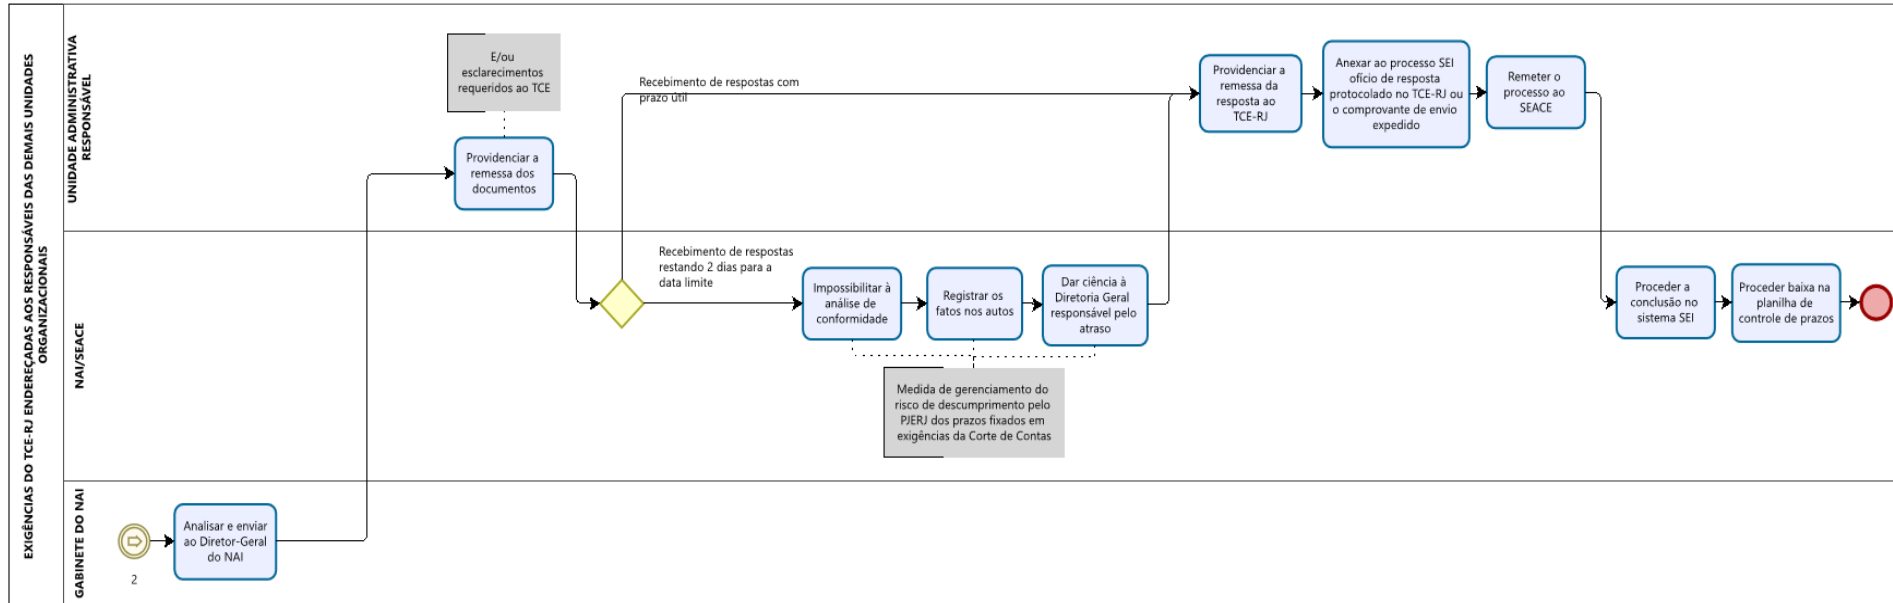 EXIGÊNCIAS DO TCE-RJ ENDEREÇADAS AOS RESPONSÁVEIS DAS DEMAIS UNIDADES
ORGANIZACIONAIS
UNIDADE ADMINISTRATIVA
RESPONSÁVEL
E/ou
esclarecimentos
requeridos ao TCE
Providenciar a
remessa dos
documentos
Recebimento de respostas com
prazo útil
Providenciar a
remessa da
resposta ao
TCE-RJ
Anexar ao processo SEI
ofício de resposta
protocolado no TCE-RJ ou
o comprovante de envio
expedido
Remeter o
processo ao
SEACE
NAI/SEACE
Recebimento de respostas
restando 2 dias para a
data limite
Impossibilitar à
análise de
conformidade
Registrar os
fatos nos autos
Dar ciência à
Diretoria Geral
responsável pelo
atraso
Medida de gerenciamento do
risco de descumprimento pelo
PJERJ dos prazos fixados em
exigências da Corte de Contas
Proceder a
conclusão no
sistema SEI
Proceder baixa na
planilha de
controle de prazos
GABINETE DO NAI
2
Analisar e enviar
ao Diretor-Geral
do NAI